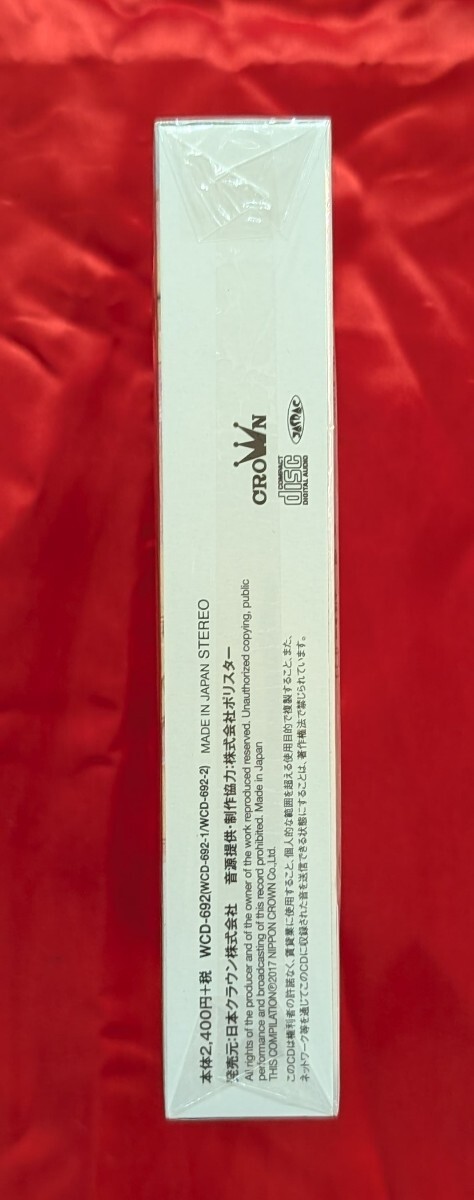 本体2,400円+税 WCD-692(WCD-692-1/WCD-692-2) MADE IN JAPAN STEREO
発売元:日本クラウン株式会社 音源提供・制作協力:株式会社ポリスター
All rights of the producer and of the owner of the work reproduced reserved. Unauthorized copying, public
performance and broadcasting of this record prohibited. Made in Japan
THIS COMPILATION℗2017 NIPPON CROWN Co.,Ltd.
このCDは権利者の許諾なく、賃貸業に使用すること、個人的な範囲を超える使用目的で複製すること、また、
ネットワーク等を通じてこのCDに収録された音を送信できる状態にすることは、著作権法で禁じられています。
CROWN
COMPACT
disc
DIGITAL AUDIO
JASRAC